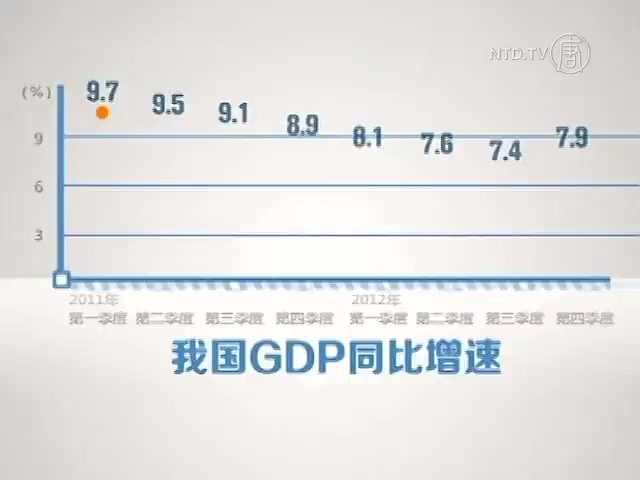 NTD.TV 唐
(%)
9.7 9.5 9.1 8.9 8.1 7.6 7.4 7.9
9
6
3
2011年 2012年
第一季度 第二季度 第三季度 第四季度 第一季度 第二季度 第三季度 第四季度
我国GDP同比增速